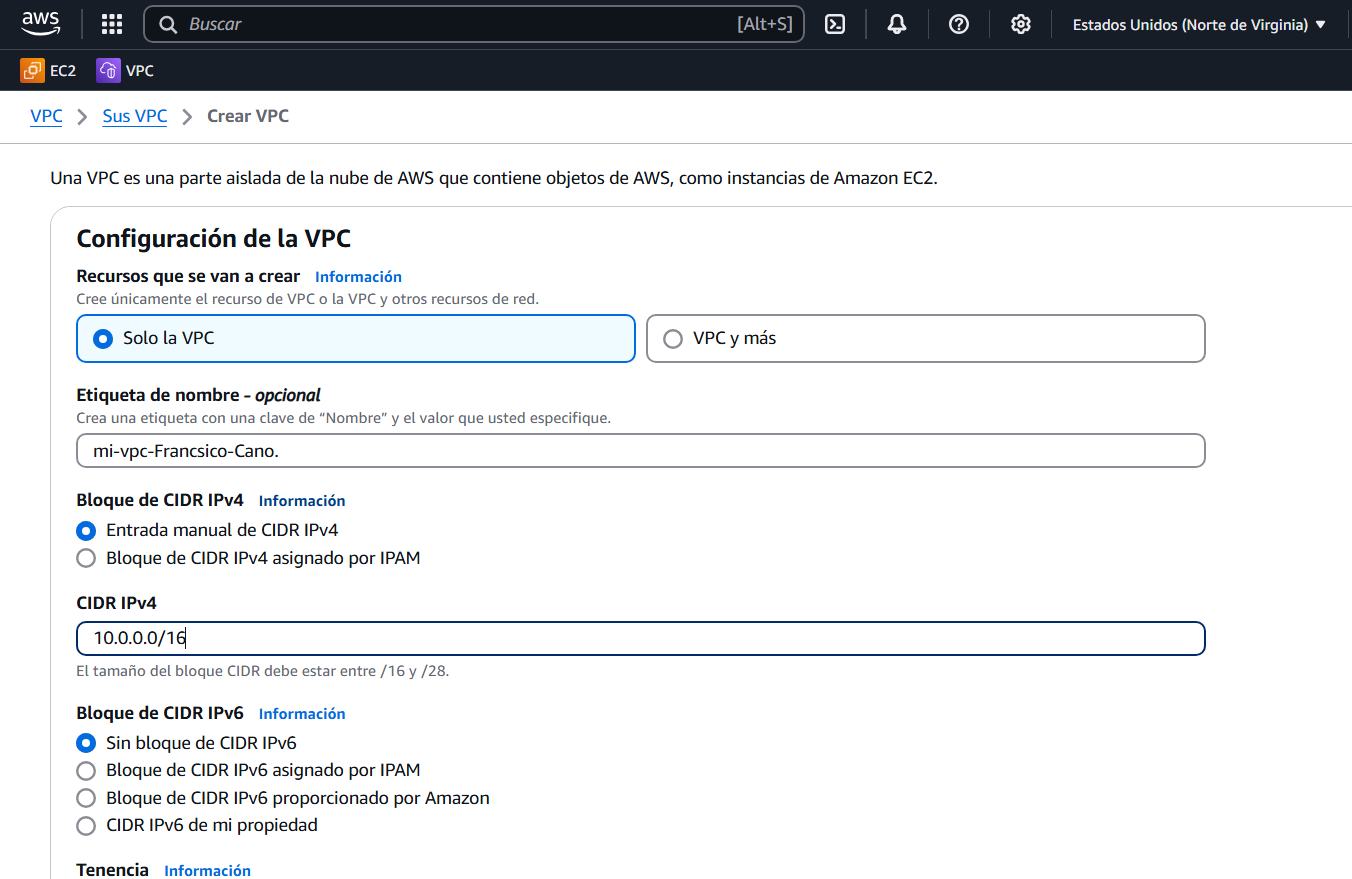 aws
Buscar [Alt+S] Estados Unidos (Norte de Virginia)
EC2 VPC
VPC Sus VPC Crear VPC
Una VPC es una parte aislada de la nube de AWS que contiene objetos de AWS, como instancias de Amazon EC2.
Configuración de la VPC
Recursos que se van a crear Información
Cree únicamente el recurso de VPC o la VPC y otros recursos de red.
Solo la VPC VPC y más
Etiqueta de nombre - opcional
Crea una etiqueta con una clave de “Nombre” y el valor que usted especifique.
mi-vpc-Francsico-Cano.
Bloque de CIDR IPv4 Información
Entrada manual de CIDR IPv4
Bloque de CIDR IPv4 asignado por IPAM
CIDR IPv4
10.0.0.0/16
El tamaño del bloque CIDR debe estar entre /16 y /28.
Bloque de CIDR IPv6 Información
Sin bloque de CIDR IPv6
Bloque de CIDR IPv6 asignado por IPAM
Bloque de CIDR IPv6 proporcionado por Amazon
CIDR IPv6 de mi propiedad
Tenencia Información